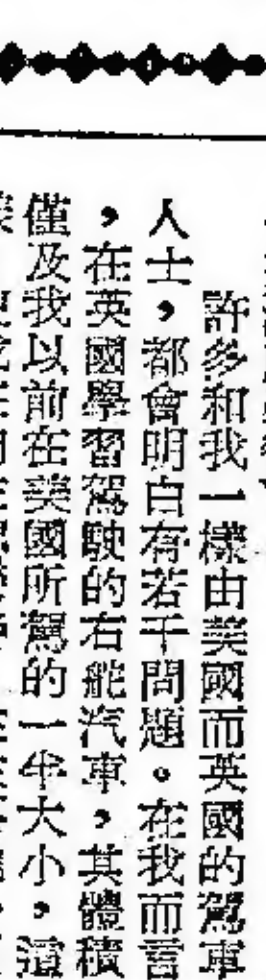 許多和我一樣由美國而英國的駕車
人士，都會明白有若干問題。在我而言
，在英國學習駕駛的右軚汽車，其體積
僅及我以前在美國所駕的一半大小，這